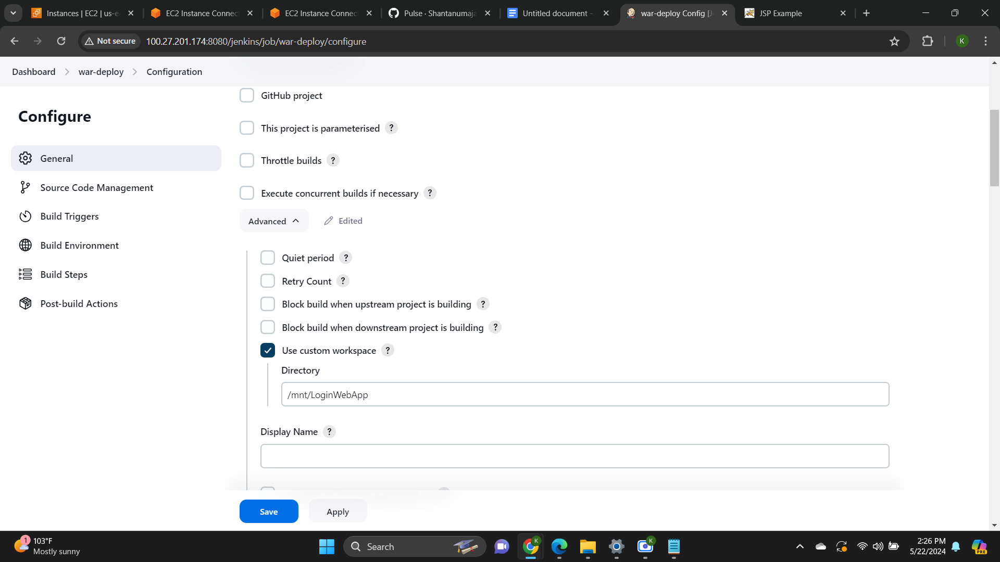 Instances | EC2 | us-e
EC2 Instance Connec
EC2 Instance Connec
Pulse · Shantanumaja
Untitled document -
war-deploy Config [J
JSP Example
Not secure
100.27.201.174:8080/jenkins/job/war-deploy/configure
K
Dashboard
war-deploy
Configuration
Configure
General
Source Code Management
Build Triggers
Build Environment
Build Steps
Post-build Actions
GitHub project
This project is parameterised ?
Throttle builds ?
Execute concurrent builds if necessary ?
Advanced
Edited
Quiet period ?
Retry Count ?
Block build when upstream project is building ?
Block build when downstream project is building ?
Use custom workspace ?
Directory
/mnt/LoginWebApp
Display Name ?
Save
Apply
1
103°F
Mostly sunny
Search
K
K
2:26 PM
5/22/2024
PRE